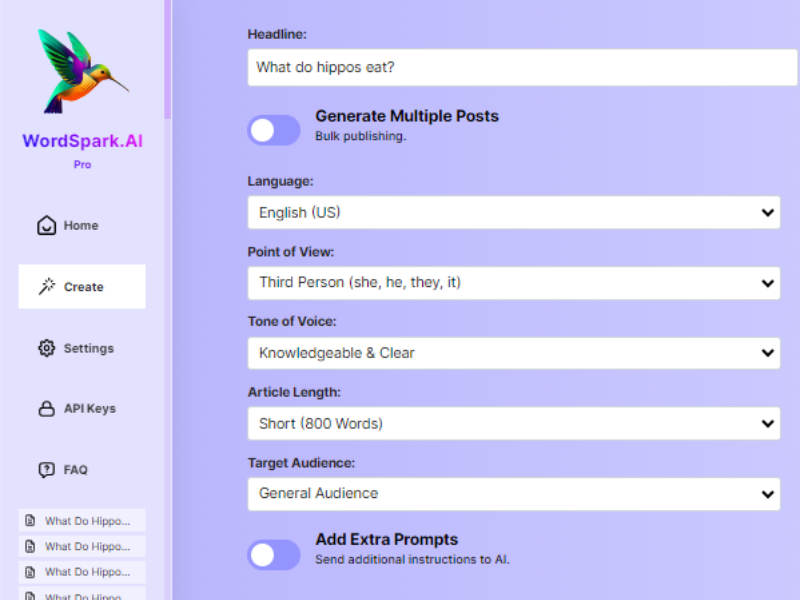 WordSpark.AI
Pro
Home
Create
Settings
API Keys
FAQ
What Do Hippo...
What Do Hippo...
What Do Hippo...
What Do Hippo...
Headline:
What do hippos eat?
Generate Multiple Posts
Bulk publishing.
Language:
English (US)
Point of View:
Third Person (she, he, they, it)
Tone of Voice:
Knowledgeable & Clear
Article Length:
Short (800 Words)
Target Audience:
General Audience
Add Extra Prompts
Send additional instructions to AI.